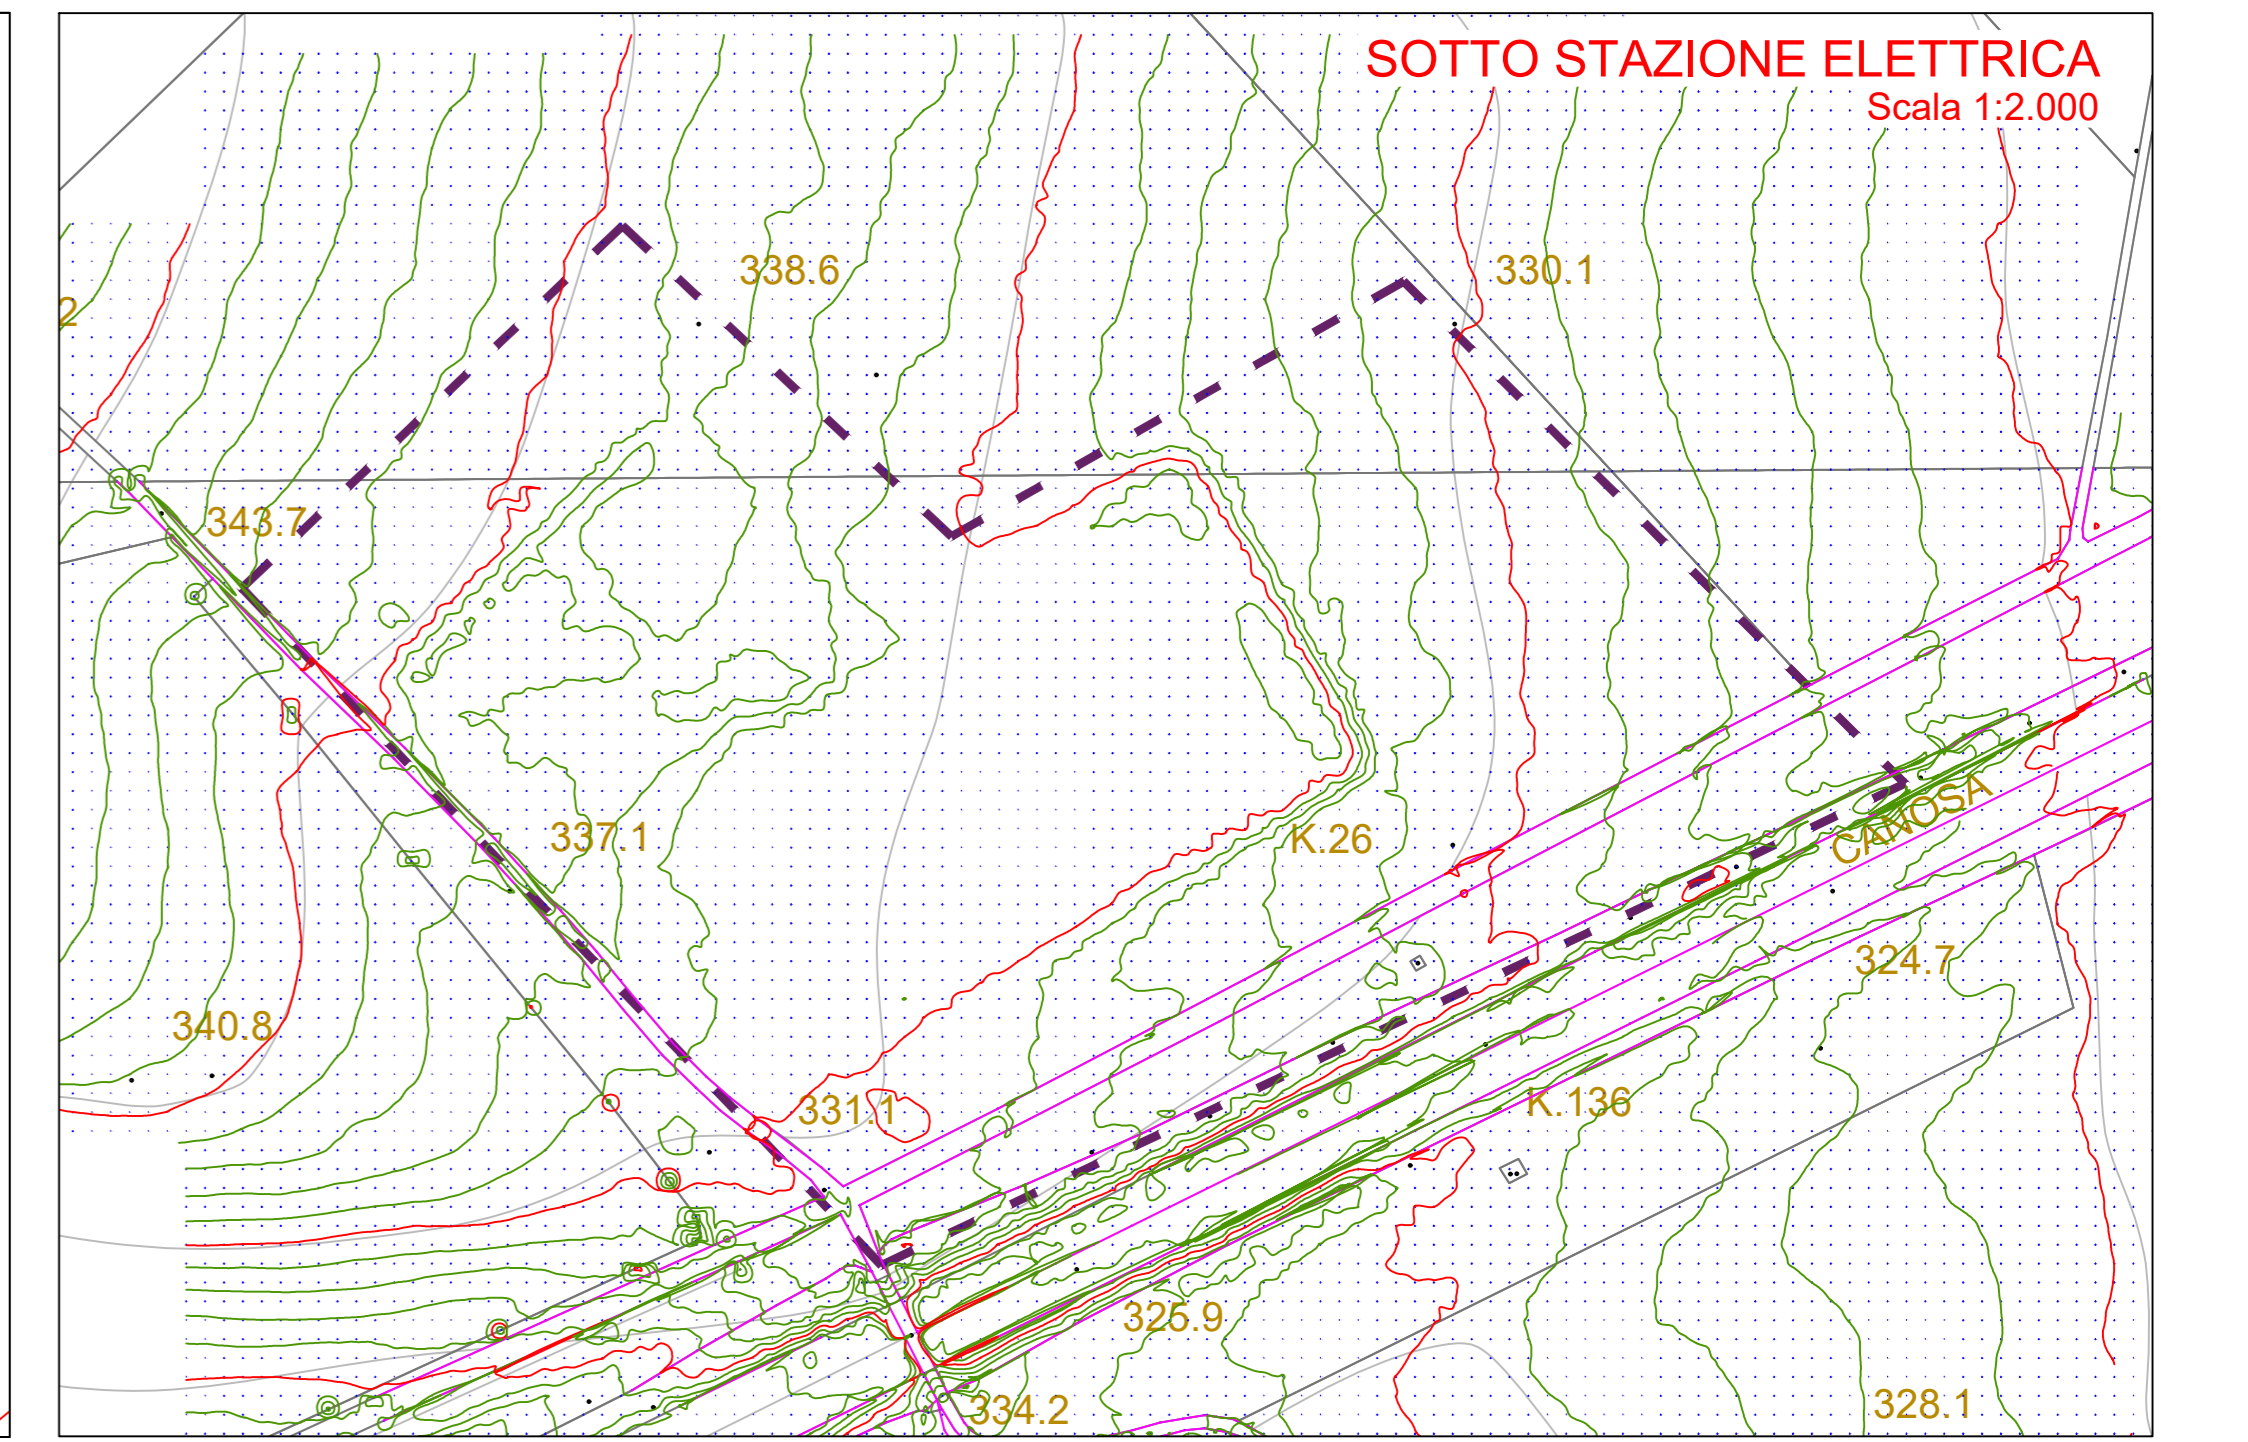 SOTTO STAZIONE ELETTRICA
Scala 1:2.000
338.6
330.1
2
343.7
337.1
K.26
CANOSA
324.7
340.8
331.1
K.136
325.9
334.2
328.1